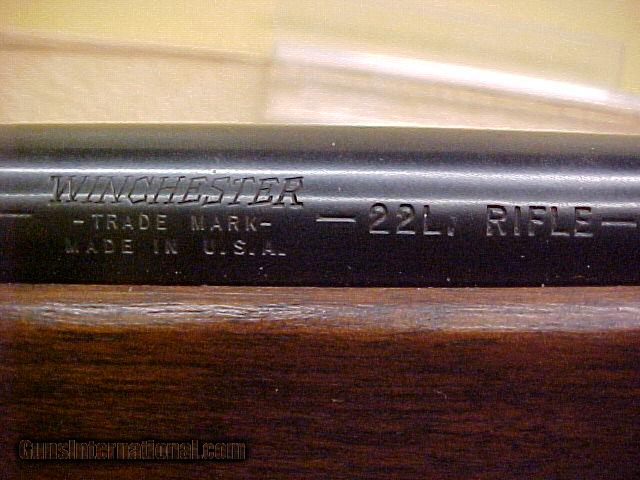 WINCHESTER
-TRADE MARK-
MADE IN U.S.A.
— 22L. RIFLE —
GunsInternational.com